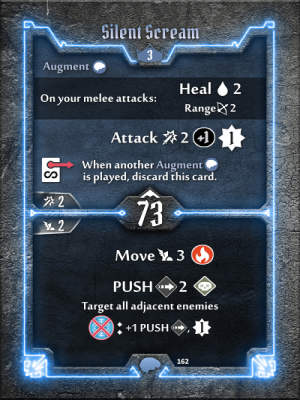 Silent Scream
3
Augment
On your melee attacks:
Heal 2
Range 2
Attack 2 +1 1
When another Augment
is played, discard this card.
2
73
2
Move 3
PUSH 2
Target all adjacent enemies
: +1 PUSH , 1
162